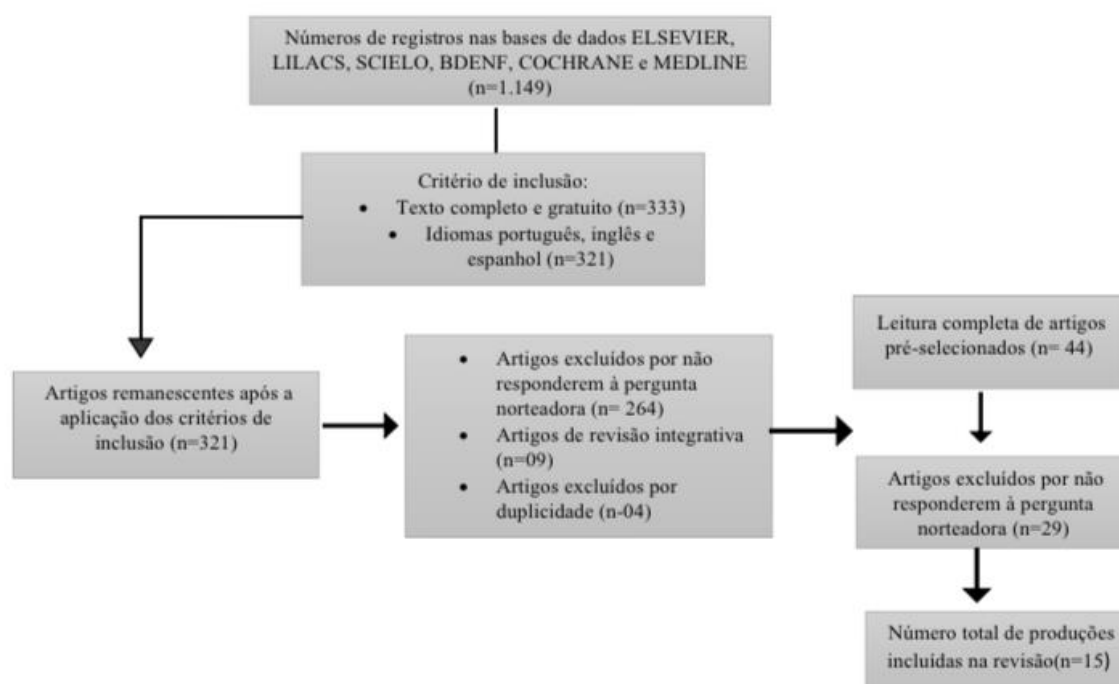 Números de registros nas bases de dados ELSEVIER,
LILACS, SCIELO, BDENF, COCHRANE e MEDLINE
(n=1.149)
Critério de inclusão:
• Texto completo e gratuito (n=333)
• Idiomas português, inglês e
espanhol (n=321)
Artigos remanescentes após a
aplicação dos critérios de
inclusão (n=321)
• Artigos excluídos por não
responderem à pergunta
norteadora (n= 264)
• Artigos de revisão integrativa
(n=09)
• Artigos excluídos por
duplicidade (n-04)
Leitura completa de artigos
pré-selecionados (n= 44)
Artigos excluídos por não
responderem à pergunta
norteadora (n=29)
Número total de produções
incluídas na revisão(n=15)